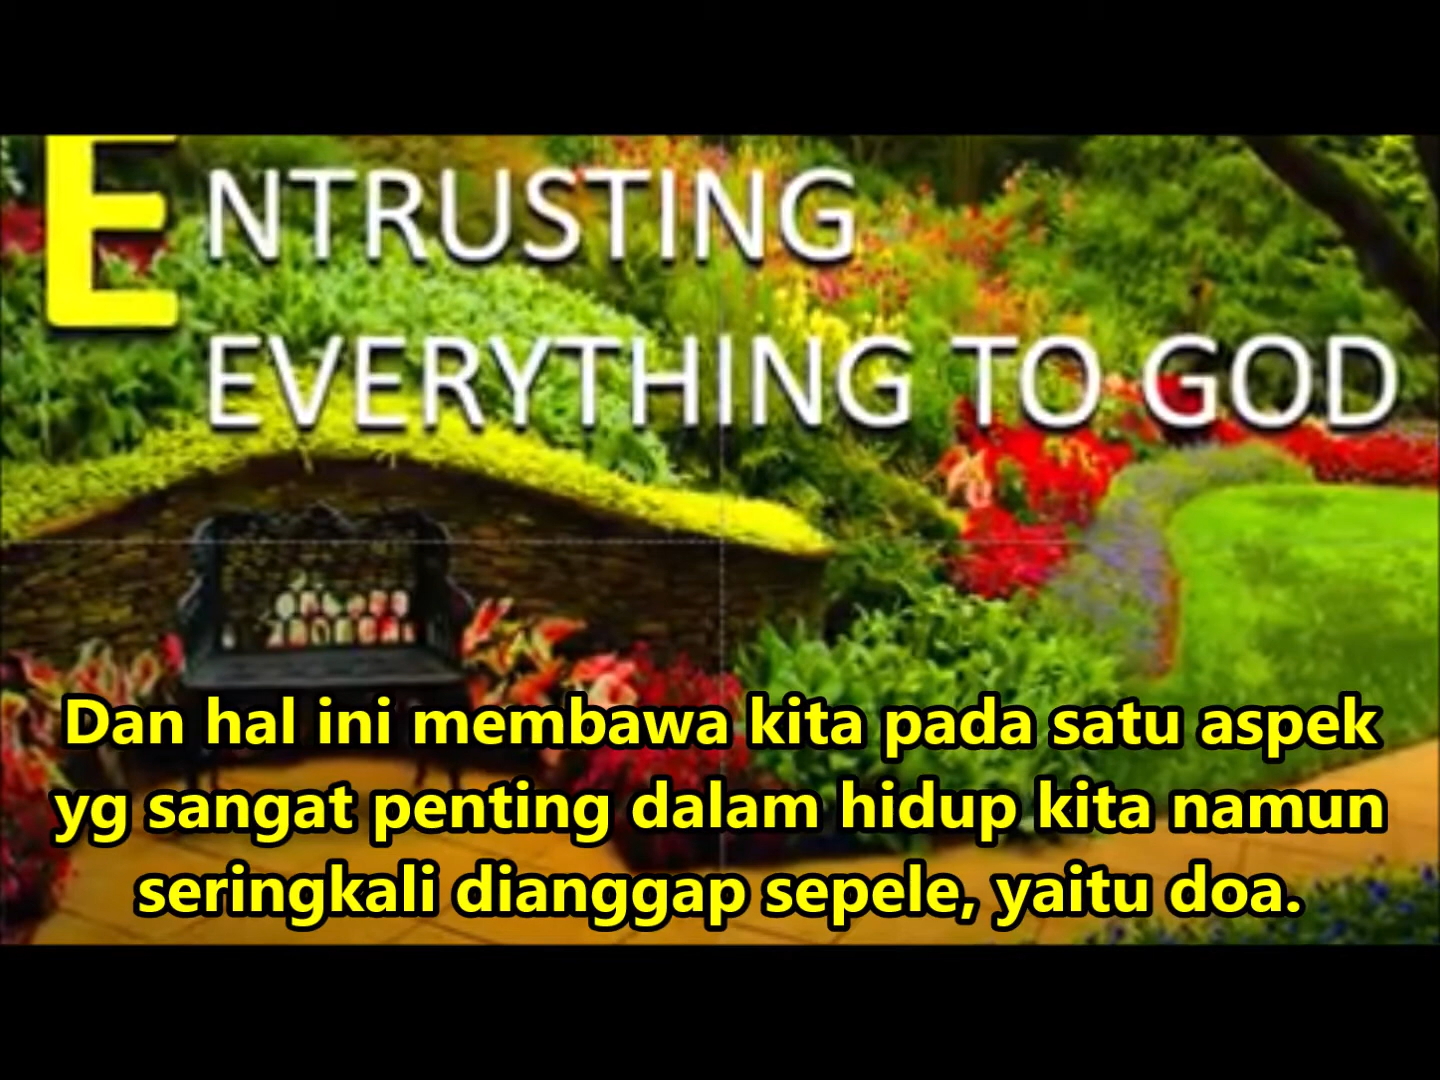 ENTRUSTING
EVERYTHING TO GOD
Dan hal ini membawa kita pada satu aspek
yg sangat penting dalam hidup kita namun
seringkali dianggap sepele, yaitu doa.